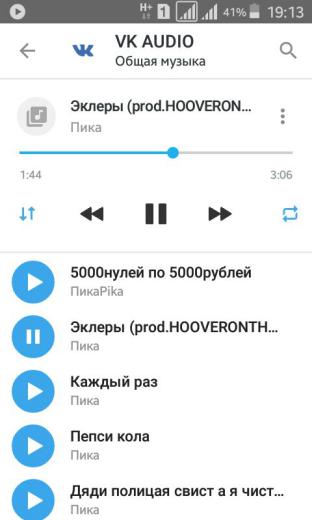 H+ 1 41% 19:13
VK AUDIO
Общая музыка
Эклеры (prod.HOOVERON...
Пика
1:44 3:06
5000нулей по 5000рублей
ПикаPika
Эклеры (prod.HOOVERONTH...
Пика
Каждый раз
Пика
Пепси кола
Пика
Дяди полицая свист а я чист...
Пика